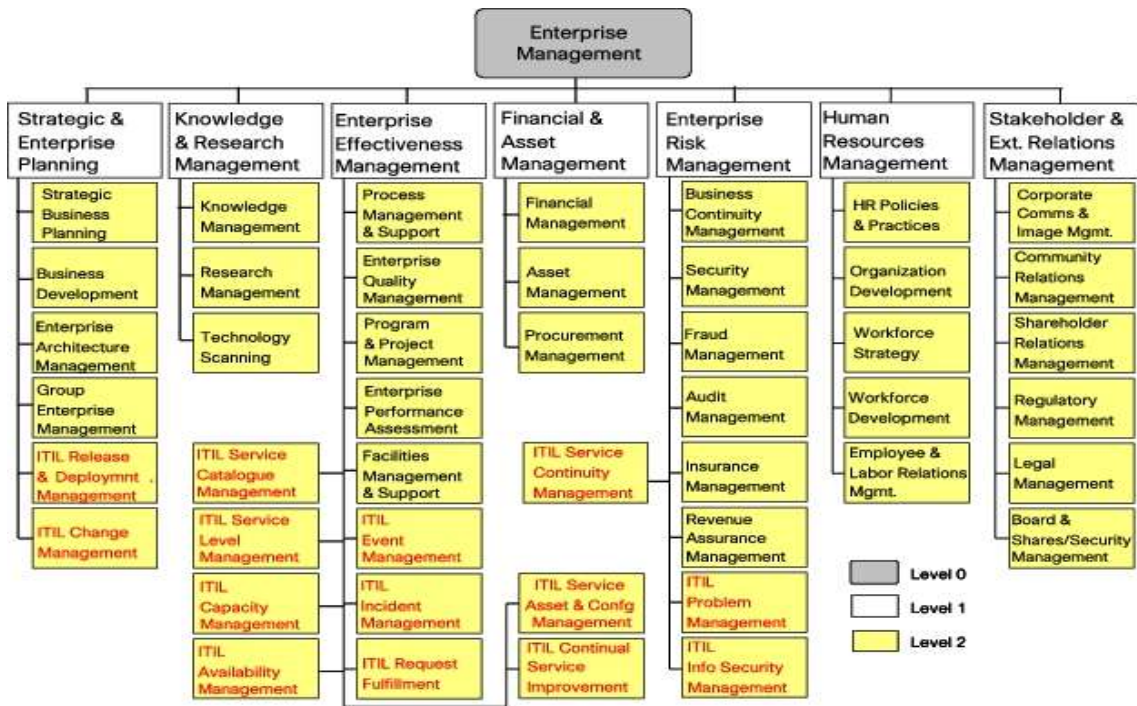 Enterprise
Management
Strategic &
Enterprise
Planning
Knowledge
& Research
Management
Enterprise
Effectiveness
Management
Financial &
Asset
Management
Enterprise
Risk
Management
Human
Resources
Management
Stakeholder &
Ext. Relations
Management
Strategic
Business
Planning
Business
Development
Enterprise
Architecture
Management
Group
Enterprise
Management
ITIL Release
& Deploymnt .
Management
ITIL Change
Management
Knowledge
Management
Research
Management
Technology
Scanning
ITIL Service
Catalogue
Management
ITIL Service
Level
Management
ITIL
Capacity
Management
ITIL
Availability
Management
Process
Management
& Support
Enterprise
Quality
Management
Program
& Project
Management
Enterprise
Performance
Assessment
Facilities
Management
& Support
ITIL
Event
Management
ITIL
Incident
Management
ITIL Request
Fulfillment
Financial
Management
Asset
Management
Procurement
Management
ITIL Service
Continuity
Management
ITIL Service
Asset & Confg
Management
ITIL Continual
Service
Improvement
Business
Continuity
Management
Security
Management
Fraud
Management
Audit
Management
Insurance
Management
Revenue
Assurance
Management
ITIL
Problem
Management
ITIL
Info Security
Management
HR Policies
& Practices
Organization
Development
Workforce
Strategy
Workforce
Development
Employee &
Labor Relations
Mgmt.
Corporate
Comms &
Image Mgmt.
Community
Relations
Management
Shareholder
Relations
Management
Regulatory
Management
Legal
Management
Board &
Shares/Security
Management
Level 0
Level 1
Level 2